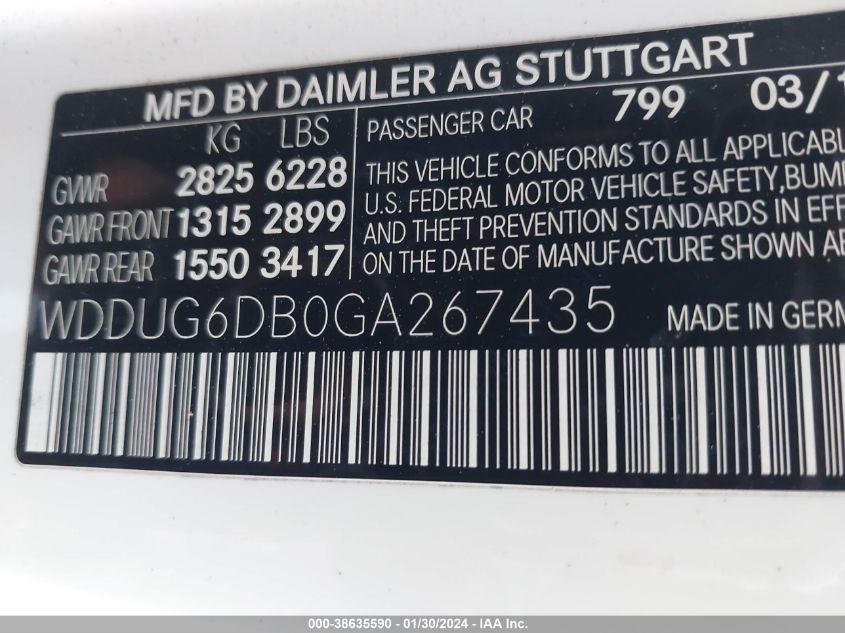 MFD BY DAIMLER AG STUTTGART
KG LBS
GVWR 2825 6228
GAWR FRONT 1315 2899
GAWR REAR 1550 3417
PASSENGER CAR 799 03/1
THIS VEHICLE CONFORMS TO ALL APPLICABL
U.S. FEDERAL MOTOR VEHICLE SAFETY, BUM
AND THEFT PREVENTION STANDARDS IN EFF
ON THE DATE OF MANUFACTURE SHOWN AB
WDDUG6DB0GA267435 MADE IN GERM
000-38635590 - 01/30/2024 - IAA Inc.